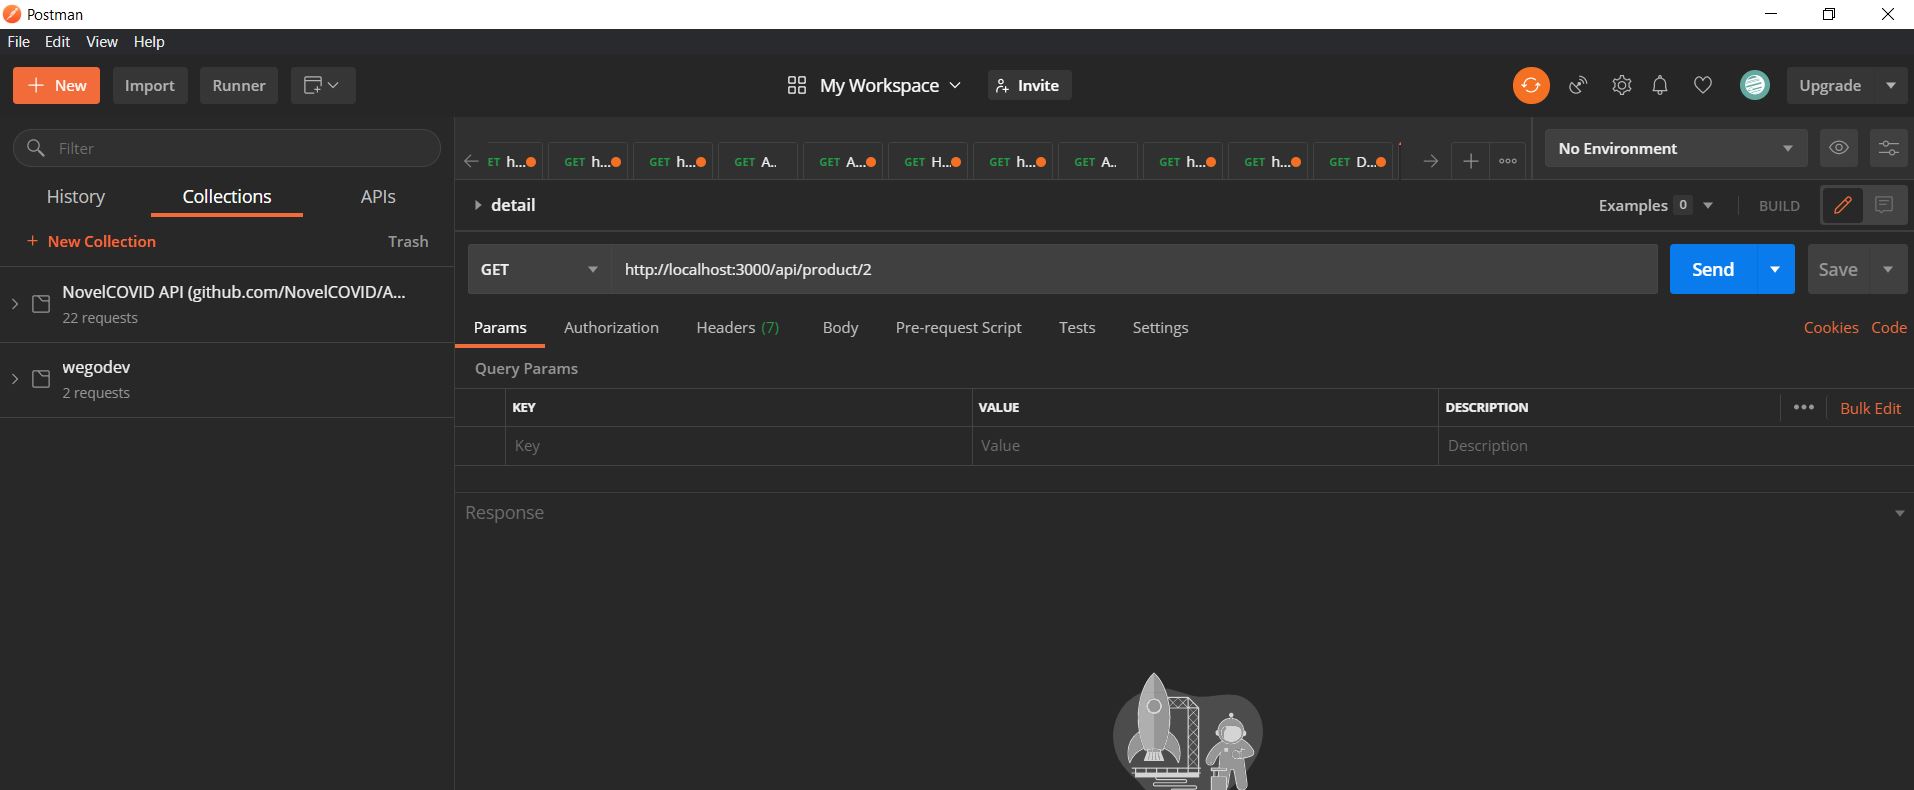 Postman
File Edit View Help
New Import Runner My Workspace Invite Upgrade
Filter
ET h... GET h... GET h... GET A.. GET A... GET H... GET h... GET A.. GET h... GET h... GET D... No Environment
History Collections APIs
detail Examples 0 BUILD
+ New Collection Trash
GET http://localhost:3000/api/product/2 Send Save
NovelCOVID API (github.com/NovelCOVID/A...
22 requests
Params Authorization Headers (7) Body Pre-request Script Tests Settings Cookies Code
wegodev
2 requests
Query Params
KEY VALUE DESCRIPTION Bulk Edit
Key Value Description
Response